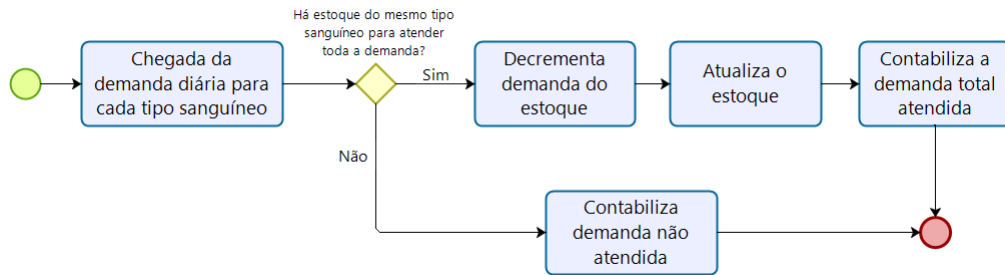 Há estoque do mesmo tipo
sanguíneo para atender
toda a demanda?
Chegada da
demanda diária para
cada tipo sanguíneo
Sim
Decrementa
demanda do
estoque
Atualiza o
estoque
Contabiliza a
demanda total
atendida
Não
Contabiliza
demanda não
atendida